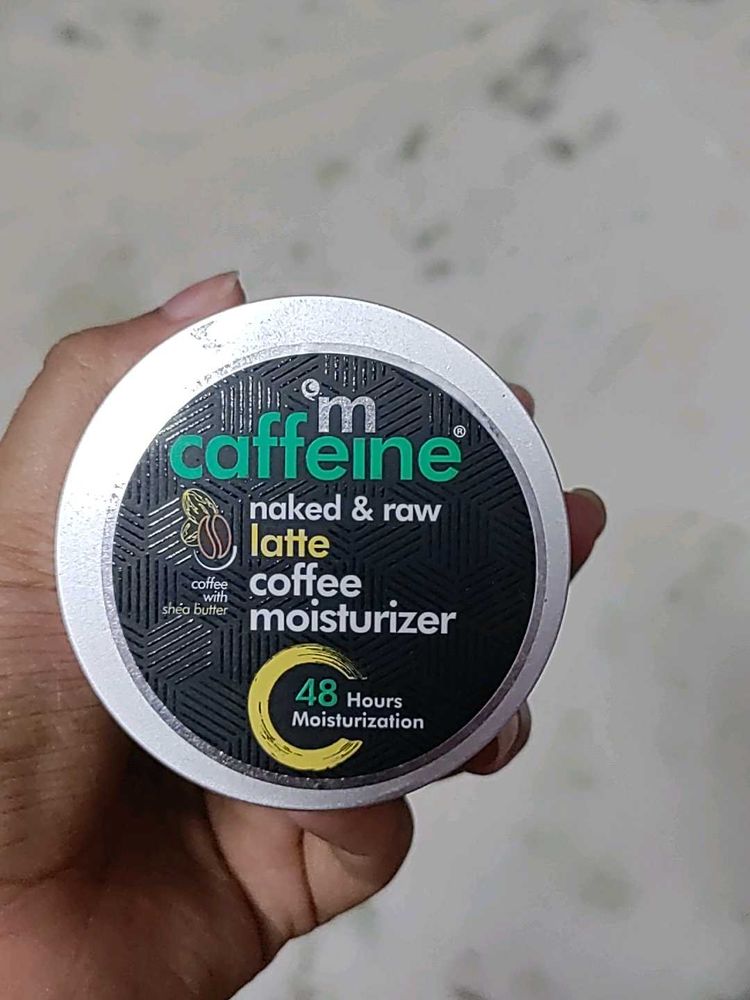 'm
caffeine®
naked & raw
latte
coffee
moisturizer
coffee
with
shea butter
48 Hours
Moisturization